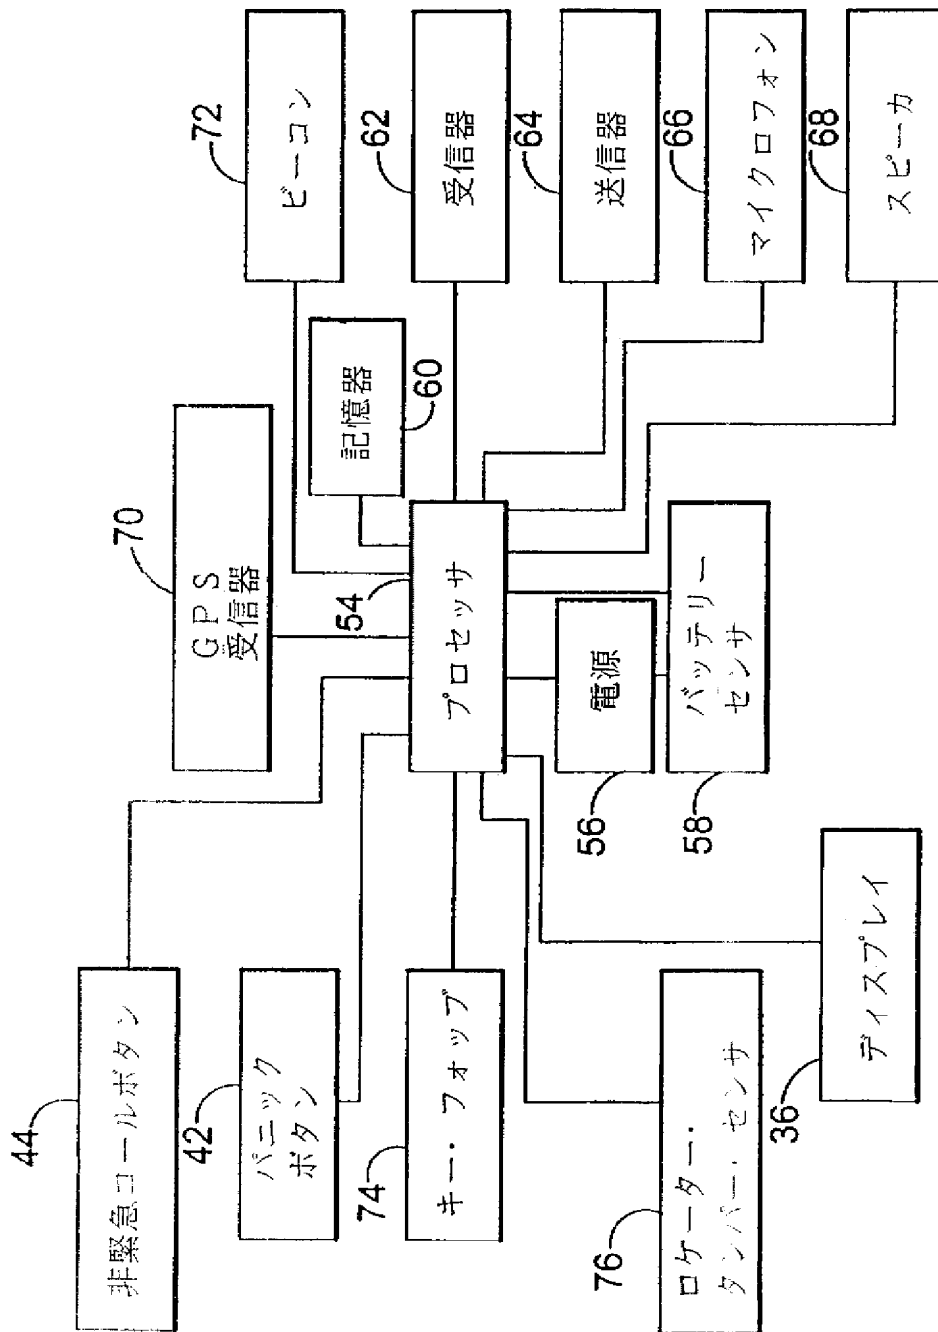 44
非緊急コールボタン
42
パニック
ボタン
74
キー・フォッブ
76
ロケーター・
タンパー・センサ
36
ディスプレイ
70
GPS
受信器
54
プロセッサ
56
電源
58
バッテリー
センサ
60
記憶器
72
ビーコン
62
受信器
64
送信器
66
マイクロフォン
68
スピーカ